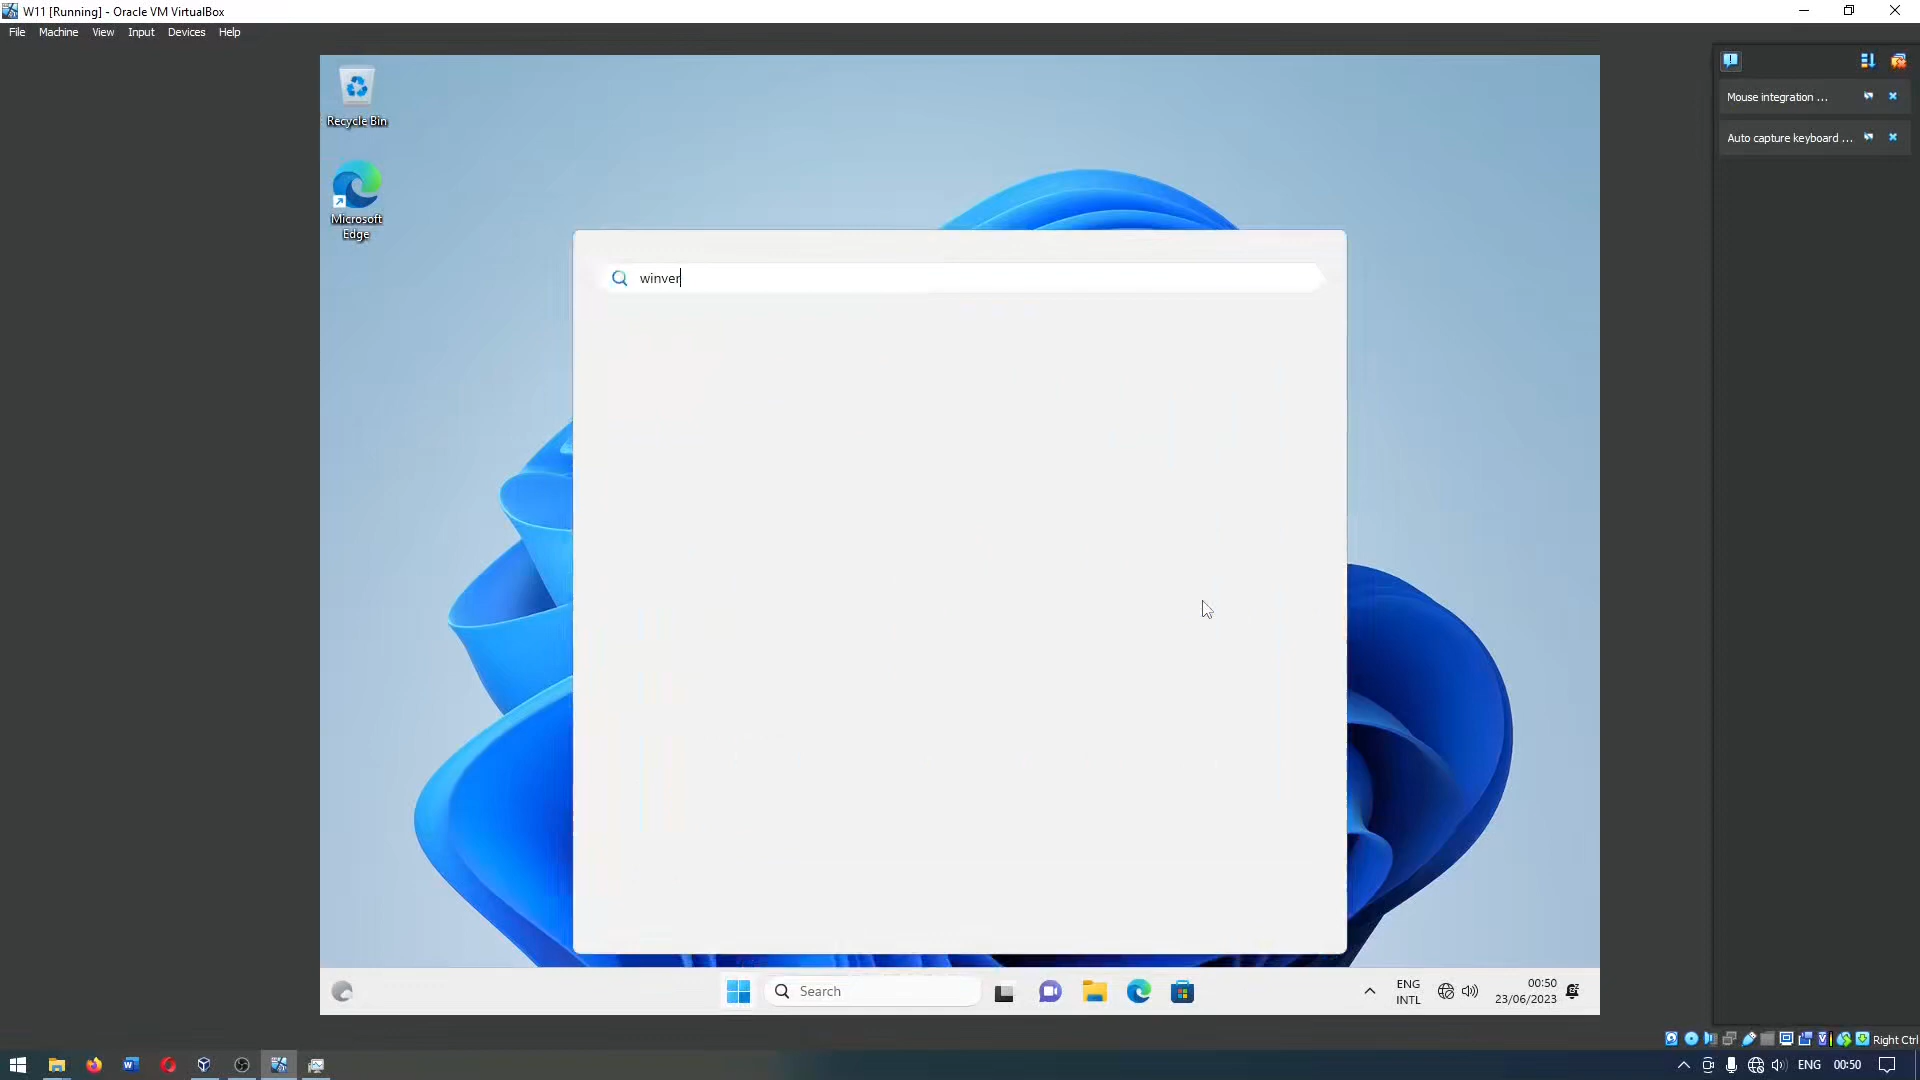 W11 [Running] - Oracle VM VirtualBox
File Machine View Input Devices Help
Recycle Bin
Microsoft
Edge
winver
Mouse integration ...
Auto capture keyboard ...
Search
ENG
INTL
00:50
23/06/2023
Right Ctrl
ENG 00:50